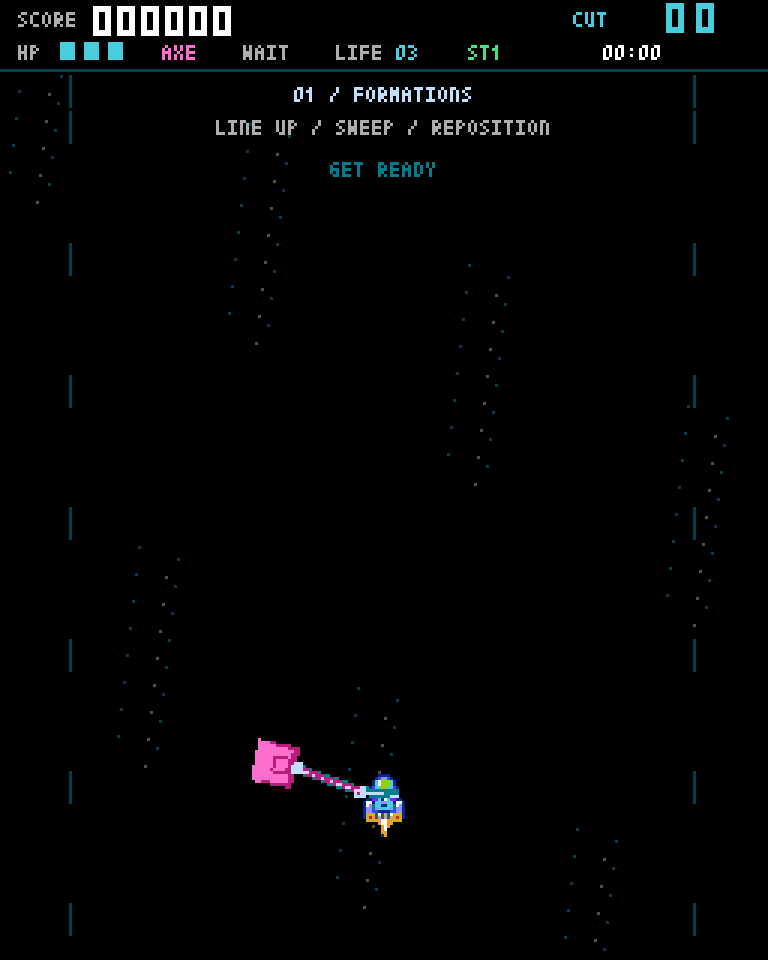 SCORE 000000 CUT 00
HP AXE WAIT LIFE 03 ST1 00:00
01 / FORMATIONS
LINE UP / SWEEP / REPOSITION
GET READY